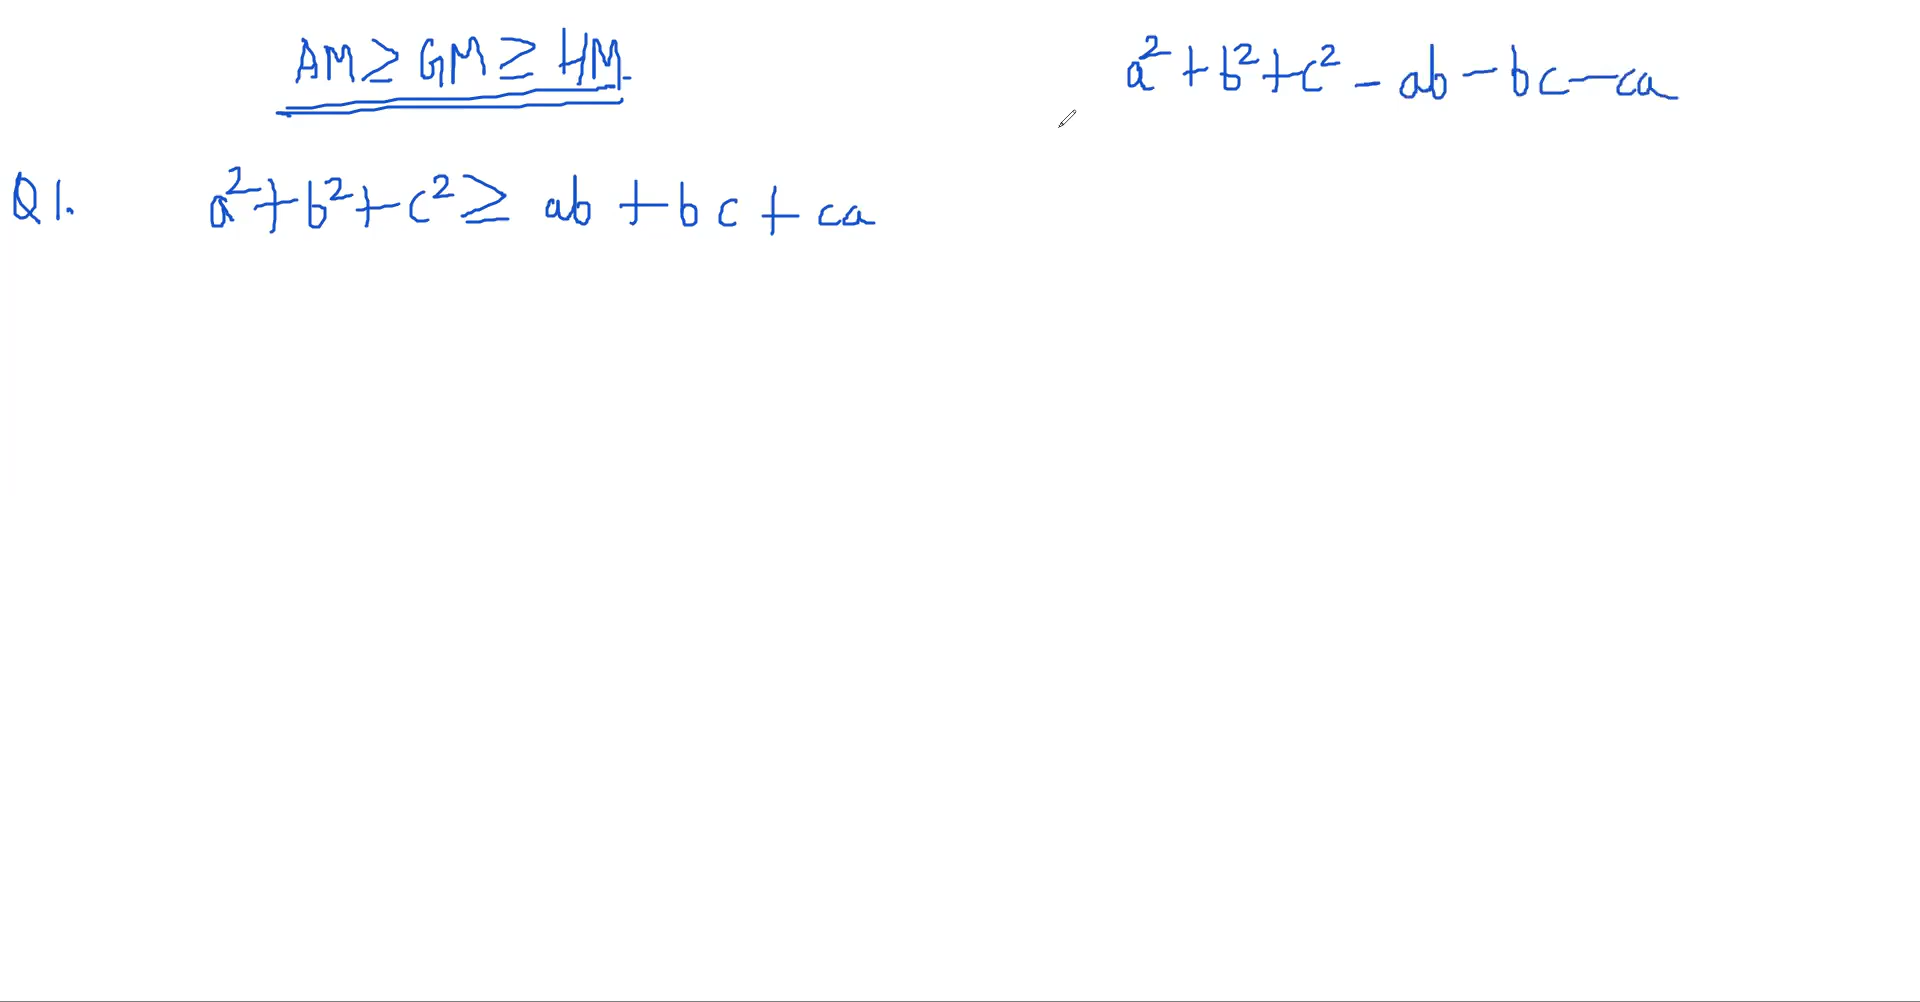 AM ≥ GM ≥ HM.
a² + b² + c² - ab - bc - ca
Q1. a² + b² + c² ≥ ab + bc + ca